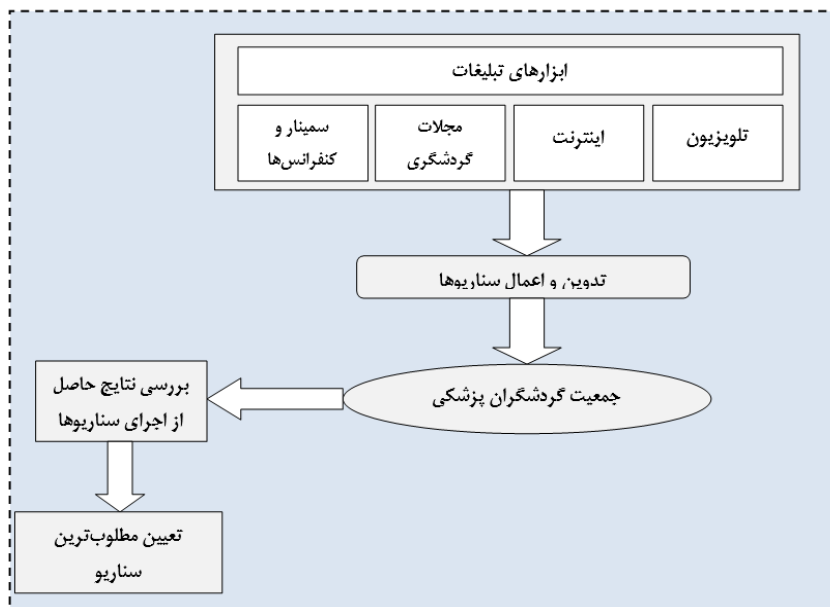 ابزارهای تبلیغات
تلویزیون
اینترنت
مجلات
گردشگری
سمینار و
کنفرانس‌ها
تدوین و اعمال سناریوها
جمعیت گردشگران پزشکی
بررسی نتایج حاصل
از اجرای سناریوها
تعیین مطلوب‌ترین
سناریو